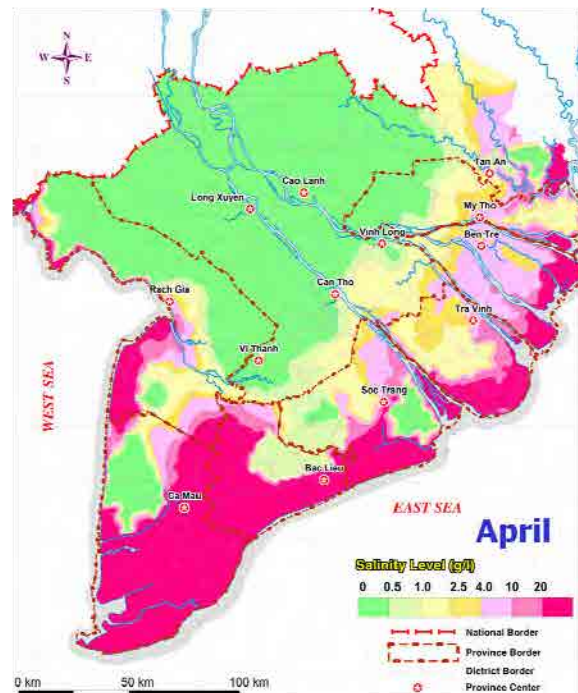 N
W E
S
Tan An
Cao Lanh
Long Xuyen
My Tho
Vinh Long
Ben Tre
Can Tho
Rach Gia
Tra Vinh
Vi Thanh
WEST SEA
Soc Trang
Bac Lieu
Ca Mau
EAST SEA
April
Salinity Level (g/l)
0 0.5 1.0 2.5 4.0 10 20
National Border
Province Border
District Border
0 km 50 km 100 km
Province Center